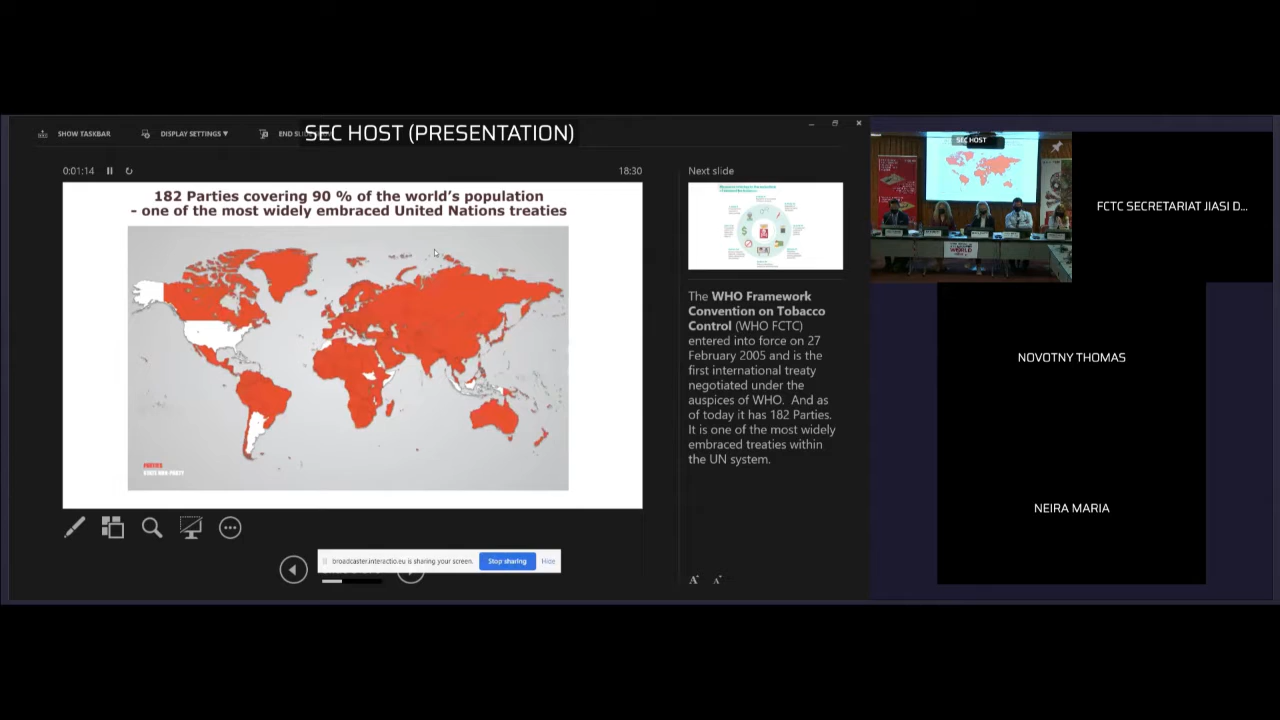 SHOW TASKBAR
DISPLAY SETTINGS ▼
SEC HOST (PRESENTATION)
0:01:14
18:30
182 Parties covering 90 % of the world's population
- one of the most widely embraced United Nations treaties
PARTIES
STATE NON-PARTY
Next slide
The WHO Framework
Convention on Tobacco
Control (WHO FCTC)
entered into force on 27
February 2005 and is the
first international treaty
negotiated under the
auspices of WHO. And as
of today it has 182 Parties.
It is one of the most widely
embraced treaties within
the UN system.
broadcaster.interactio.eu is sharing your screen.
Stop sharing
Hide
SEC HOST
FCTC SECRETARIAT JIASI D...
NOVOTNY THOMAS
NEIRA MARIA